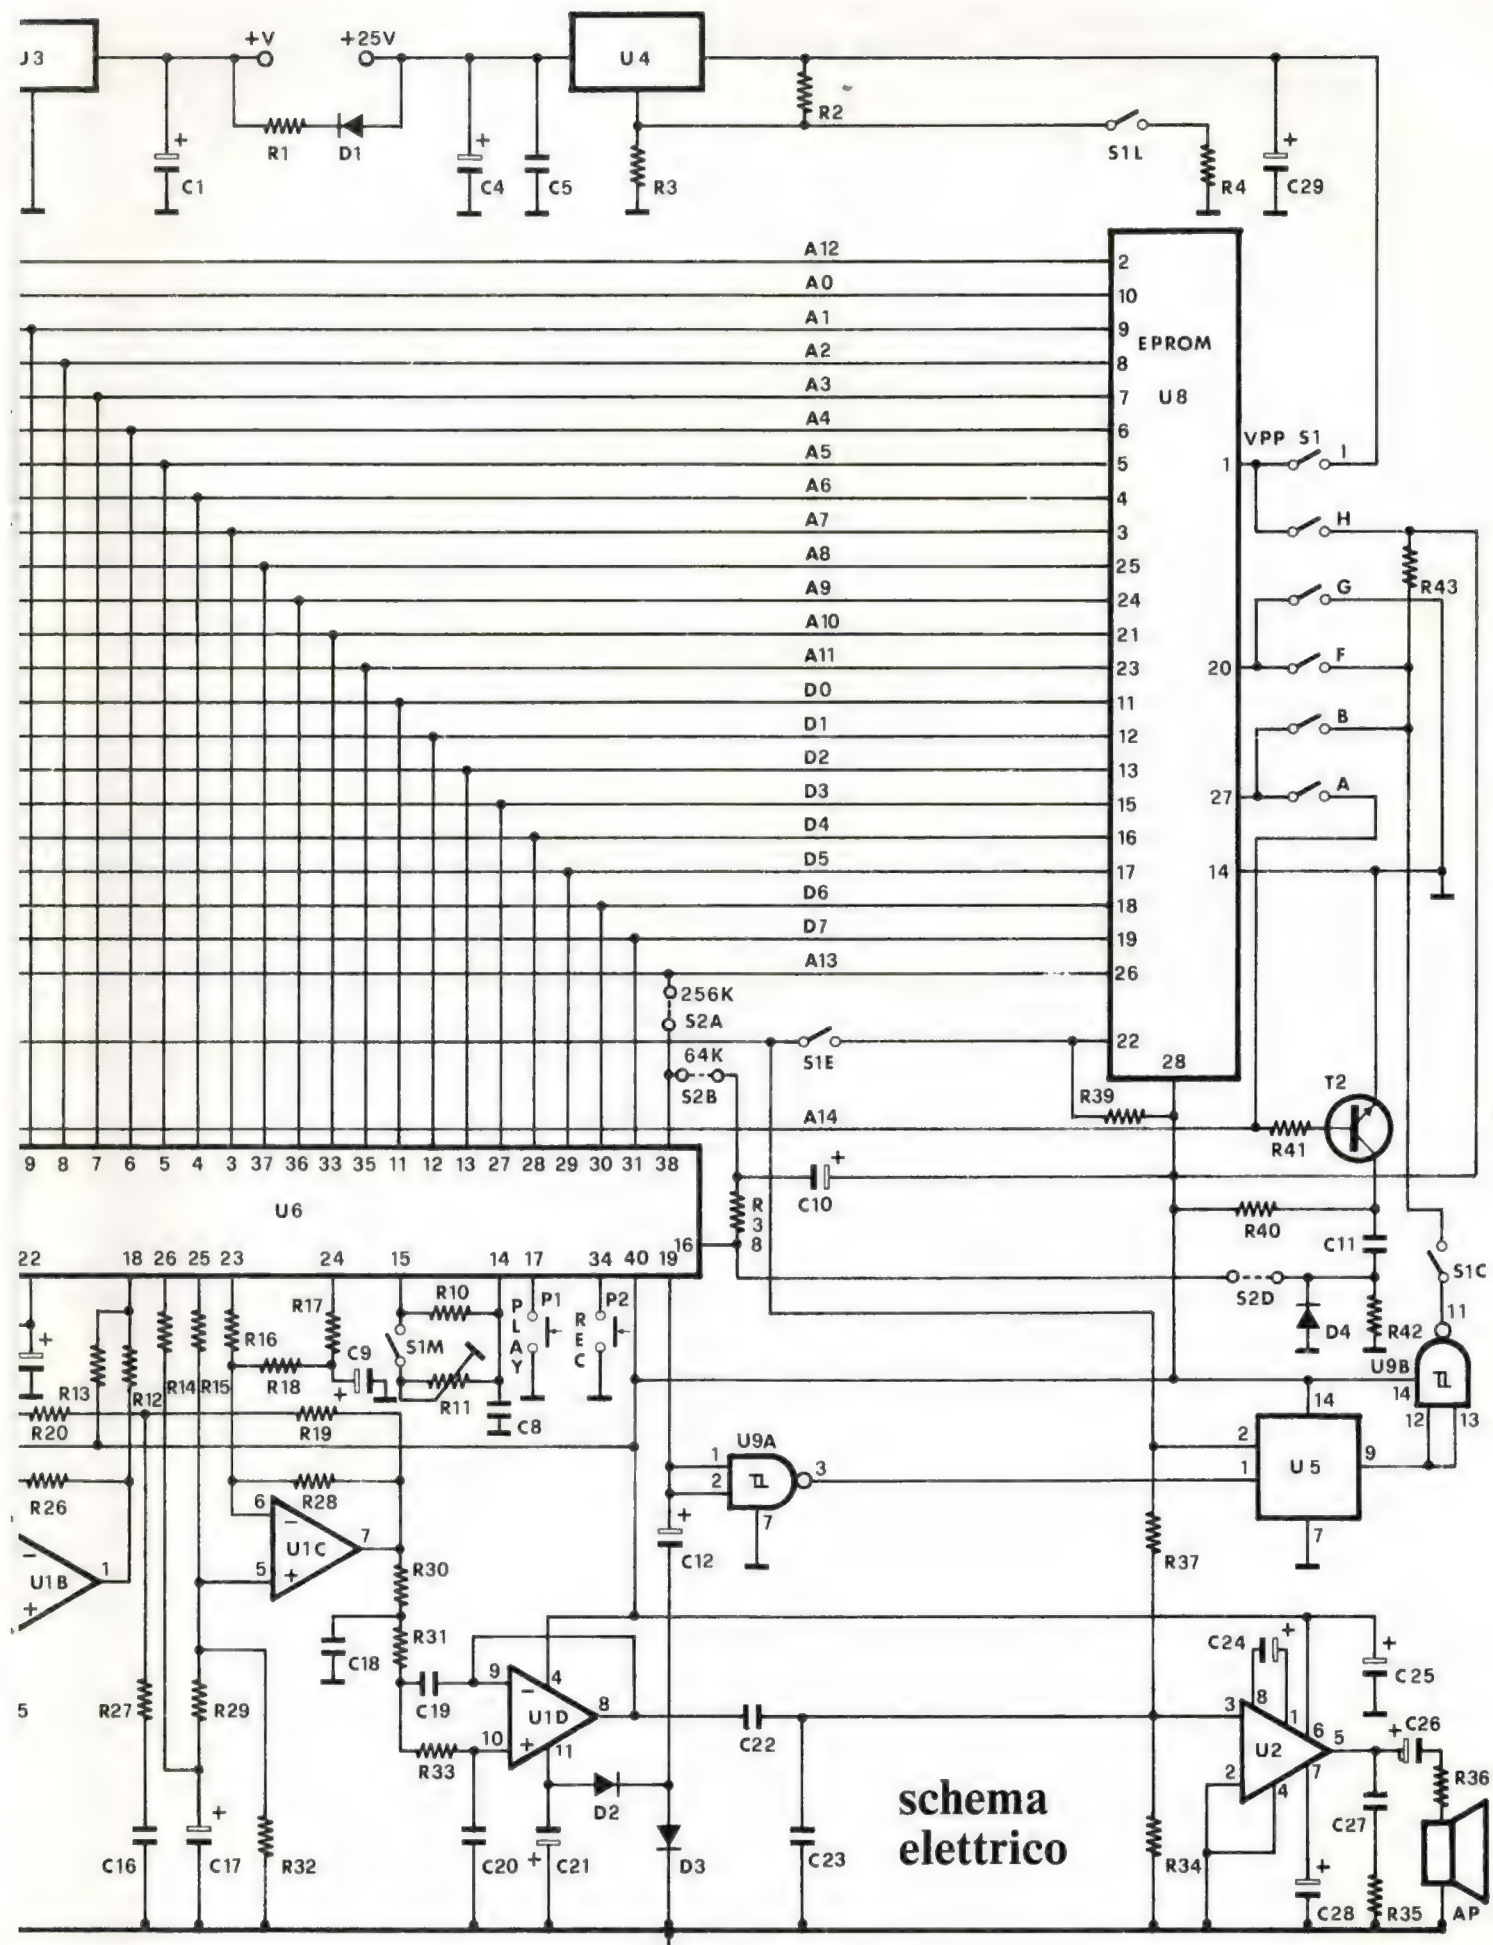 J3
+V
+25V
U4
R1
D1
C1
C4
C5
R3
R2
S1L
R4
C29
A12
2
A0
10
A1
9
EPROM
A2
8
A3
7
U8
A4
6
A5
5
1
VPP
S1
I
A6
4
A7
3
H
A8
25
R43
A9
24
G
A10
21
A11
23
20
F
D0
11
D1
12
B
D2
13
D3
15
27
A
D4
16
D5
17
14
D6
18
D7
19
A13
26
256K
S2A
22
S1E
64K
S2B
28
R39
T2
A14
R41
9 8 7 6 5 4 3 37 36 33 35 11 12 13 27 28 29 30 31 38
U6
C10
+
R38
R40
C11
16
22 18 26 25 23 24 15 14 17 34 40 19
S1C
S2D
D4
R42
11
R17
R10
PLAY
P1
REC
P2
R16
S1M
C9
+
R18
R13
R12
R14
R15
R11
C8
R20
R19
U9B
14
12
13
14
U9A
1
2
3
7
2
1
U5
9
7
R26
R28
6
-
U1C
7
5
+
-
U1B
1
+
R30
C12
+
R37
C18
R31
C19
9
-
4
U1D
8
10
+
11
R33
C22
C24
+
C25
+
3
8
1
6
U2
5
2
4
7
+
C26
R36
5
R27
R29
D2
C27
schema
elettrico
C16
C17
+
R32
C20
+
C21
D3
C23
R34
+
C28
R35
AP